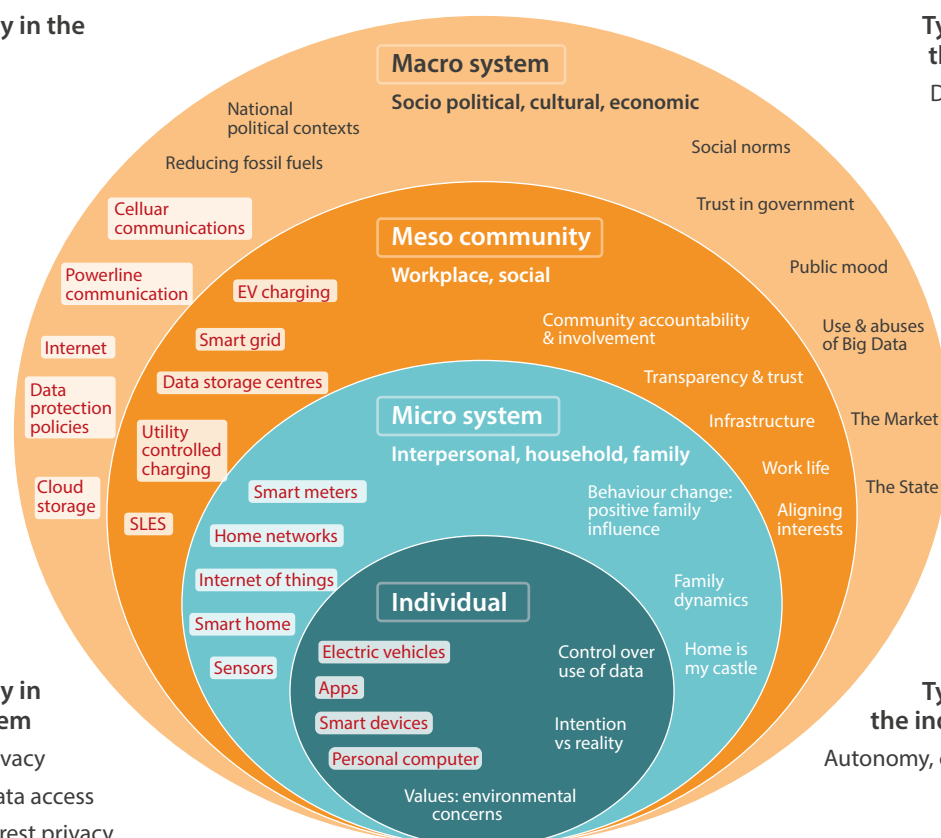 y in the
Ty
th
D
Macro system
Socio political, cultural, economic
National
political contexts
Reducing fossil fuels
Social norms
Trust in government
Public mood
Use & abuses
of Big Data
The Market
The State
Celluar
communications
Powerline
communication
Internet
Data
protection
policies
Cloud
storage
Meso community
Workplace, social
EV charging
Smart grid
Data storage centres
Utility
controlled
charging
SLES
Community accountability
& involvement
Transparency & trust
Infrastructure
Work life
Aligning
interests
Micro system
Interpersonal, household, family
Smart meters
Home networks
Internet of things
Smart home
Sensors
Behaviour change:
positive family
influence
Family
dynamics
Home is
my castle
Individual
Electric vehicles
Apps
Smart devices
Personal computer
Control over
use of data
Intention
vs reality
Values: environmental
concerns
y in
em
vacy
ata access
rest privacy
Ty
the inc
Autonomy,